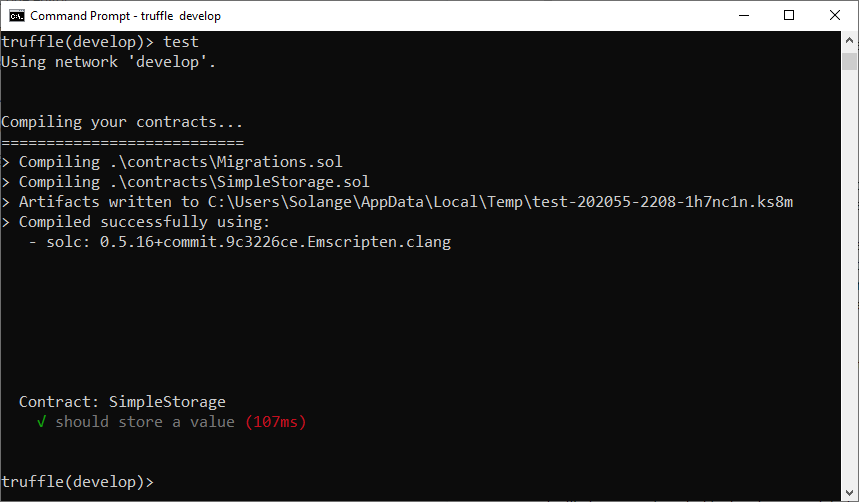 Command Prompt - truffle develop
truffle(develop)> test
Using network 'develop'.
Compiling your contracts...
===========================
> Compiling .\contracts\Migrations.sol
> Compiling .\contracts\SimpleStorage.sol
> Artifacts written to C:\Users\Solange\AppData\Local\Temp\test-202055-2208-1h7nc1n.ks8m
> Compiled successfully using:
- solc: 0.5.16+commit.9c3226ce.Emscripten.clang
Contract: SimpleStorage
√ should store a value (107ms)
truffle(develop)>